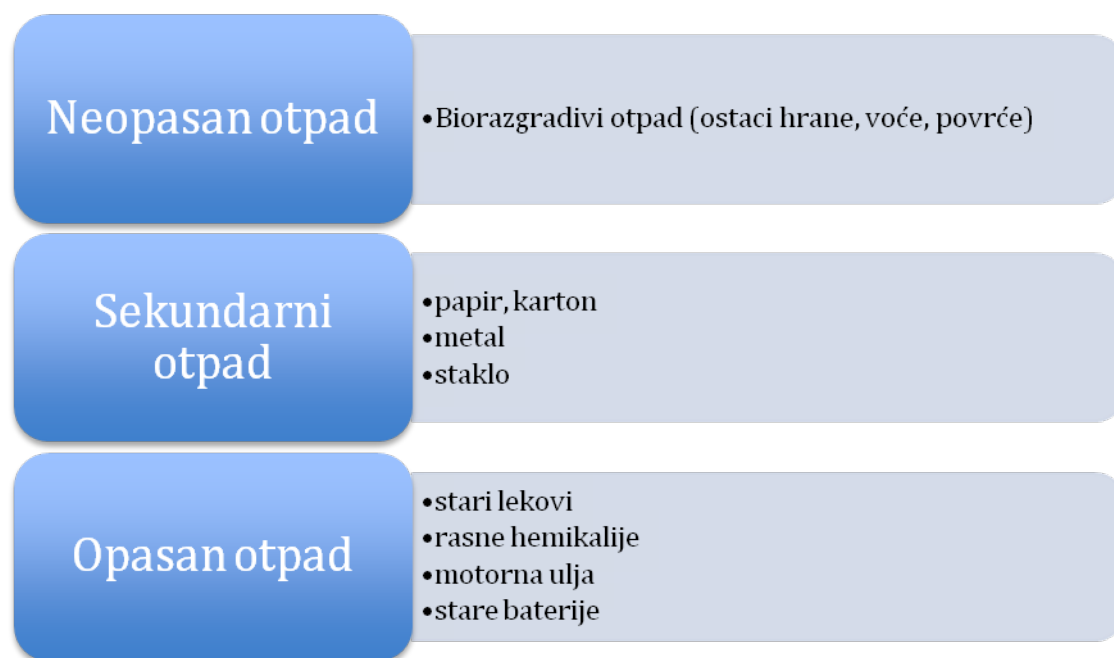 Neopasan otpad
•Biorazgradivi otpad (ostaci hrane, voće, povrće)
Sekundarni
otpad
•papir, karton
•metal
•staklo
Opasan otpad
•stari lekovi
•rasne hemikalije
•motorna ulja
•stare baterije